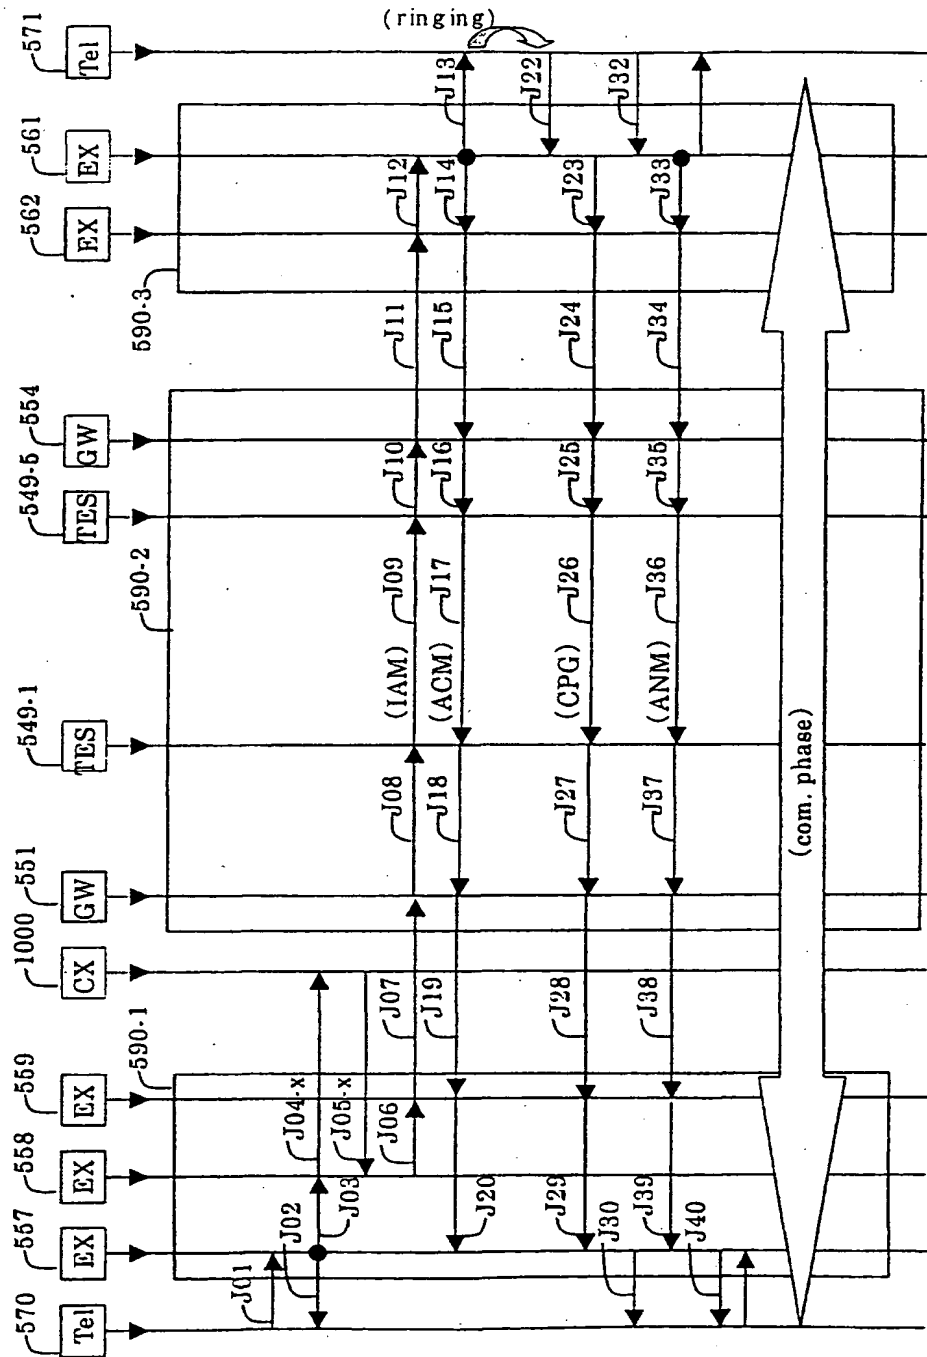 570
Tel
557
EX
558
EX
559
EX
590-1
1000
CX
551
GW
549-1
TES
590-2
549-5
TES
554
GW
590-3
562
EX
561
EX
571
Tel
J01
J02
J03
J04-x
J05-x
J06
J07
J08
(IAM)
J09
J10
J11
J12
J13
(ringing)
J14
J15
J16
J17
(ACM)
J18
J19
J20
J22
J23
J24
J25
J26
(CPG)
J27
J28
J29
J30
J32
J33
J34
J35
J36
(ANM)
J37
J38
J39
J40
(com. phase)